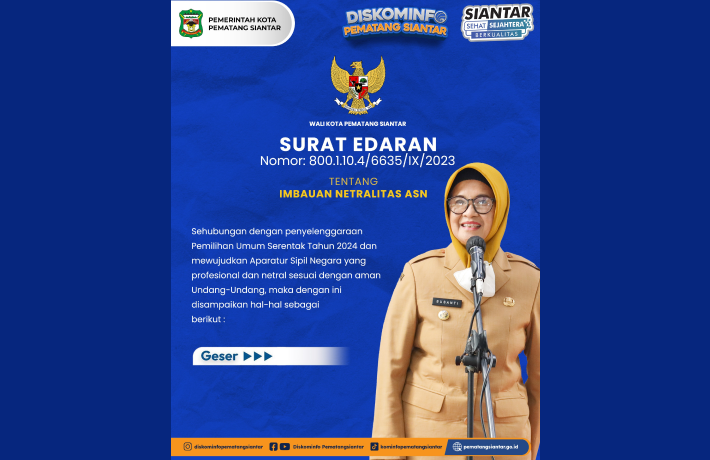 PEMERINTAH KOTA
PEMATANG SIANTAR
DISKOMINFO
PEMATANG SIANTAR
SIANTAR
SEHAT SEJAHTERA
BERKUALITAS
WALI KOTA PEMATANG SIANTAR
SURAT EDARAN
Nomor: 800.1.10.4/6635/IX/2023
TENTANG
IMBAUAN NETRALITAS ASN
Sehubungan dengan penyelenggaraan
Pemilihan Umum Serentak Tahun 2024 dan
mewujudkan Aparatur Sipil Negara yang
profesional dan netral sesuai dengan aman
Undang-Undang, maka dengan ini
disampaikan hal-hal sebagai
berikut :
SUSANTI
Geser
diskominfopematangsiantar
Diskominfo Pematangsiantar
kominfopematangsiantar
pematangsiantar.go.id